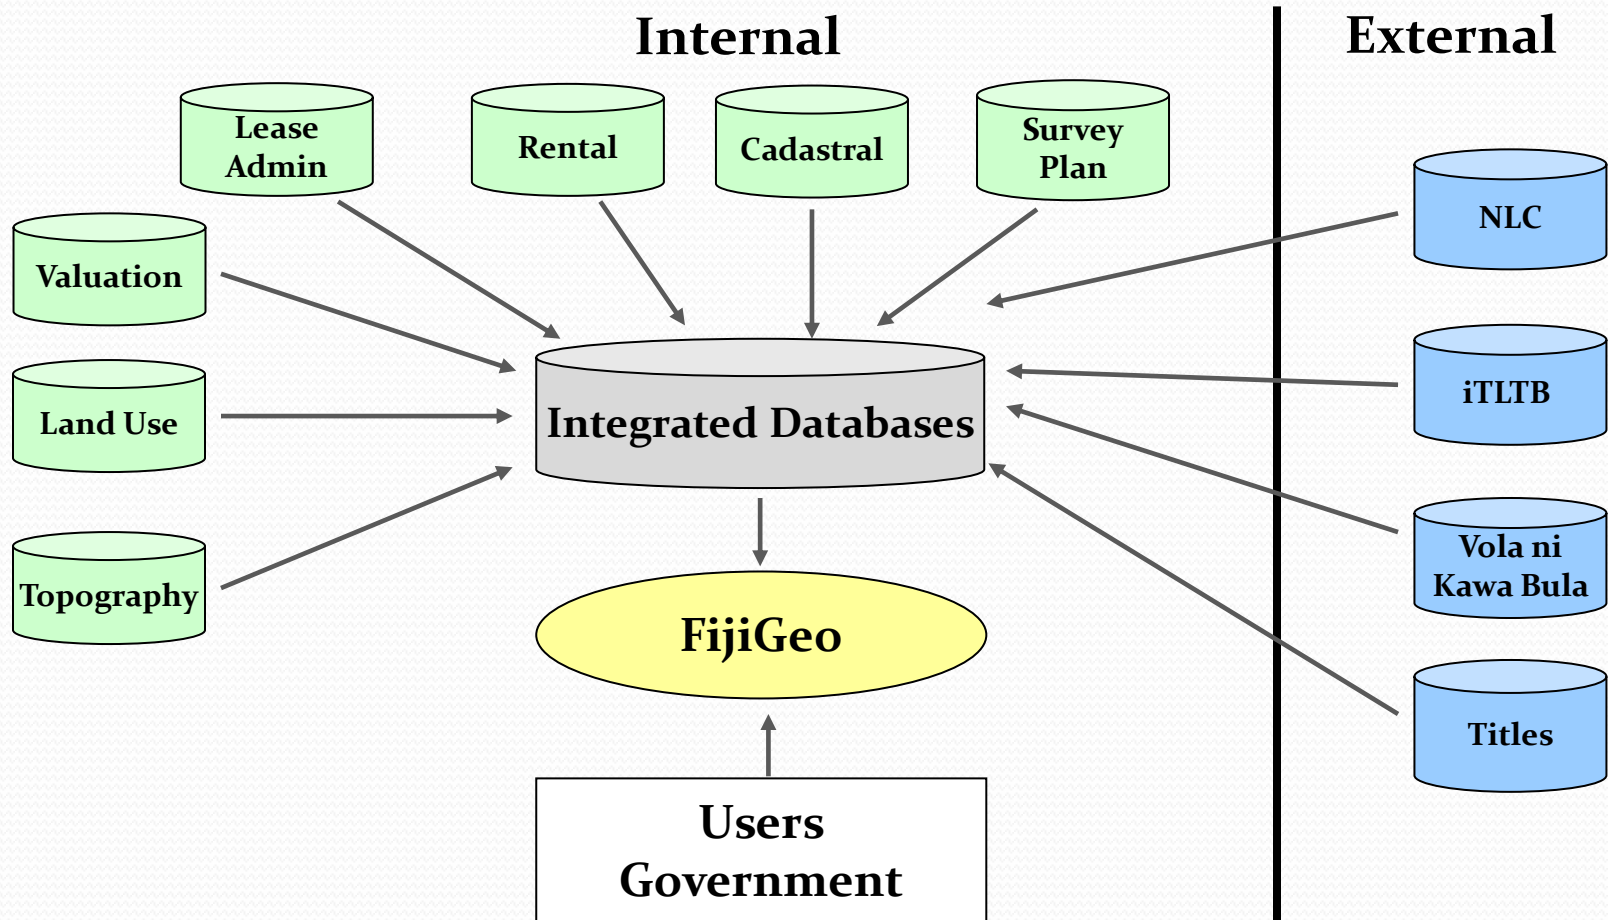 Internal
External
Lease
Admin
Rental
Cadastral
Survey
Plan
NLC
Valuation
iTLTB
Land Use
Integrated Databases
Vola ni
Kawa Bula
Topography
FijiGeo
Titles
Users
Government